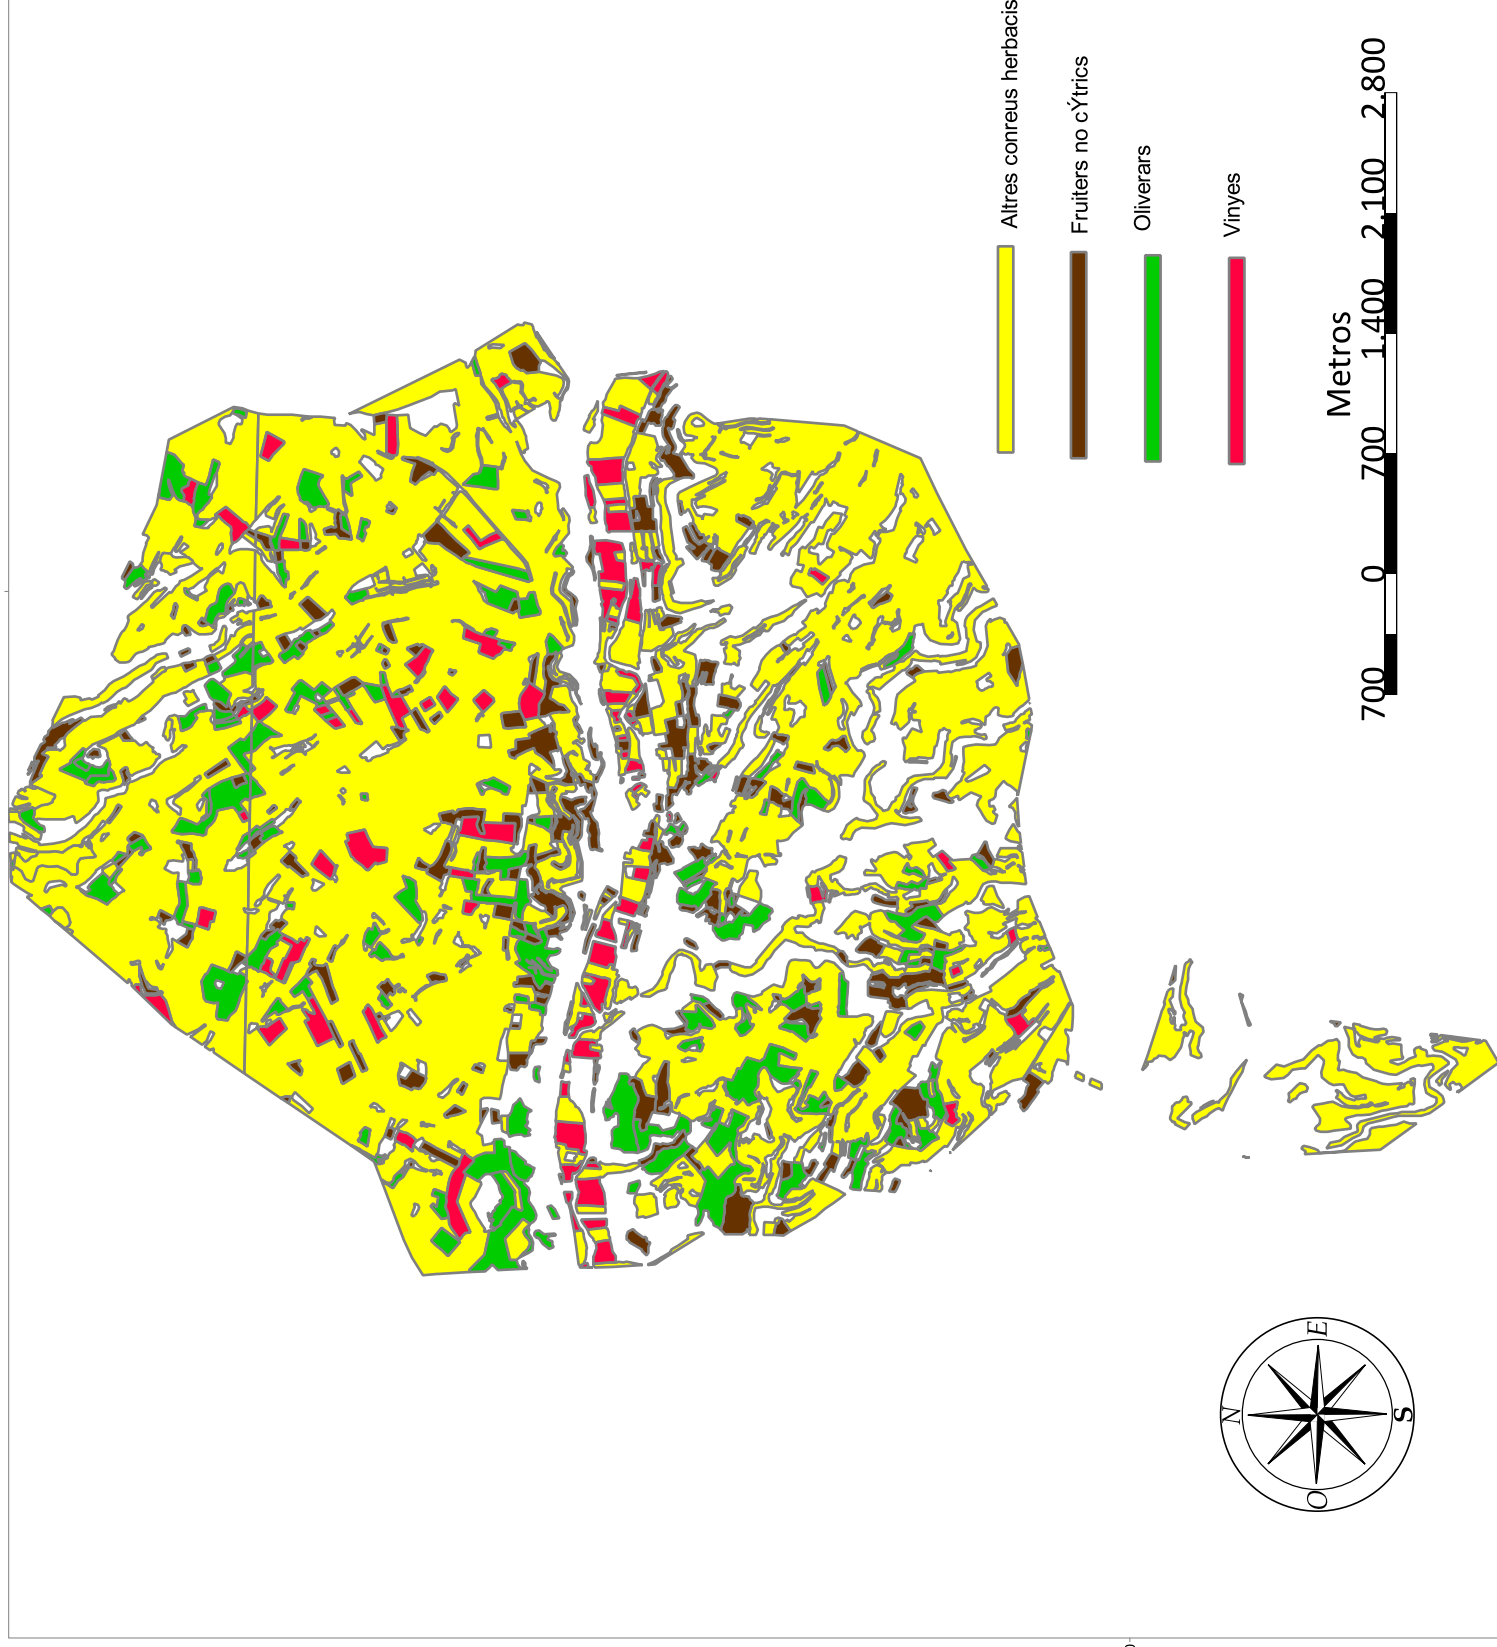 Altres conreus herbacis
Fruiters no cÝtrics
Oliverars
Vinyes
Metros
700 0 700 1.400 2.100 2.800
N
E
S
O